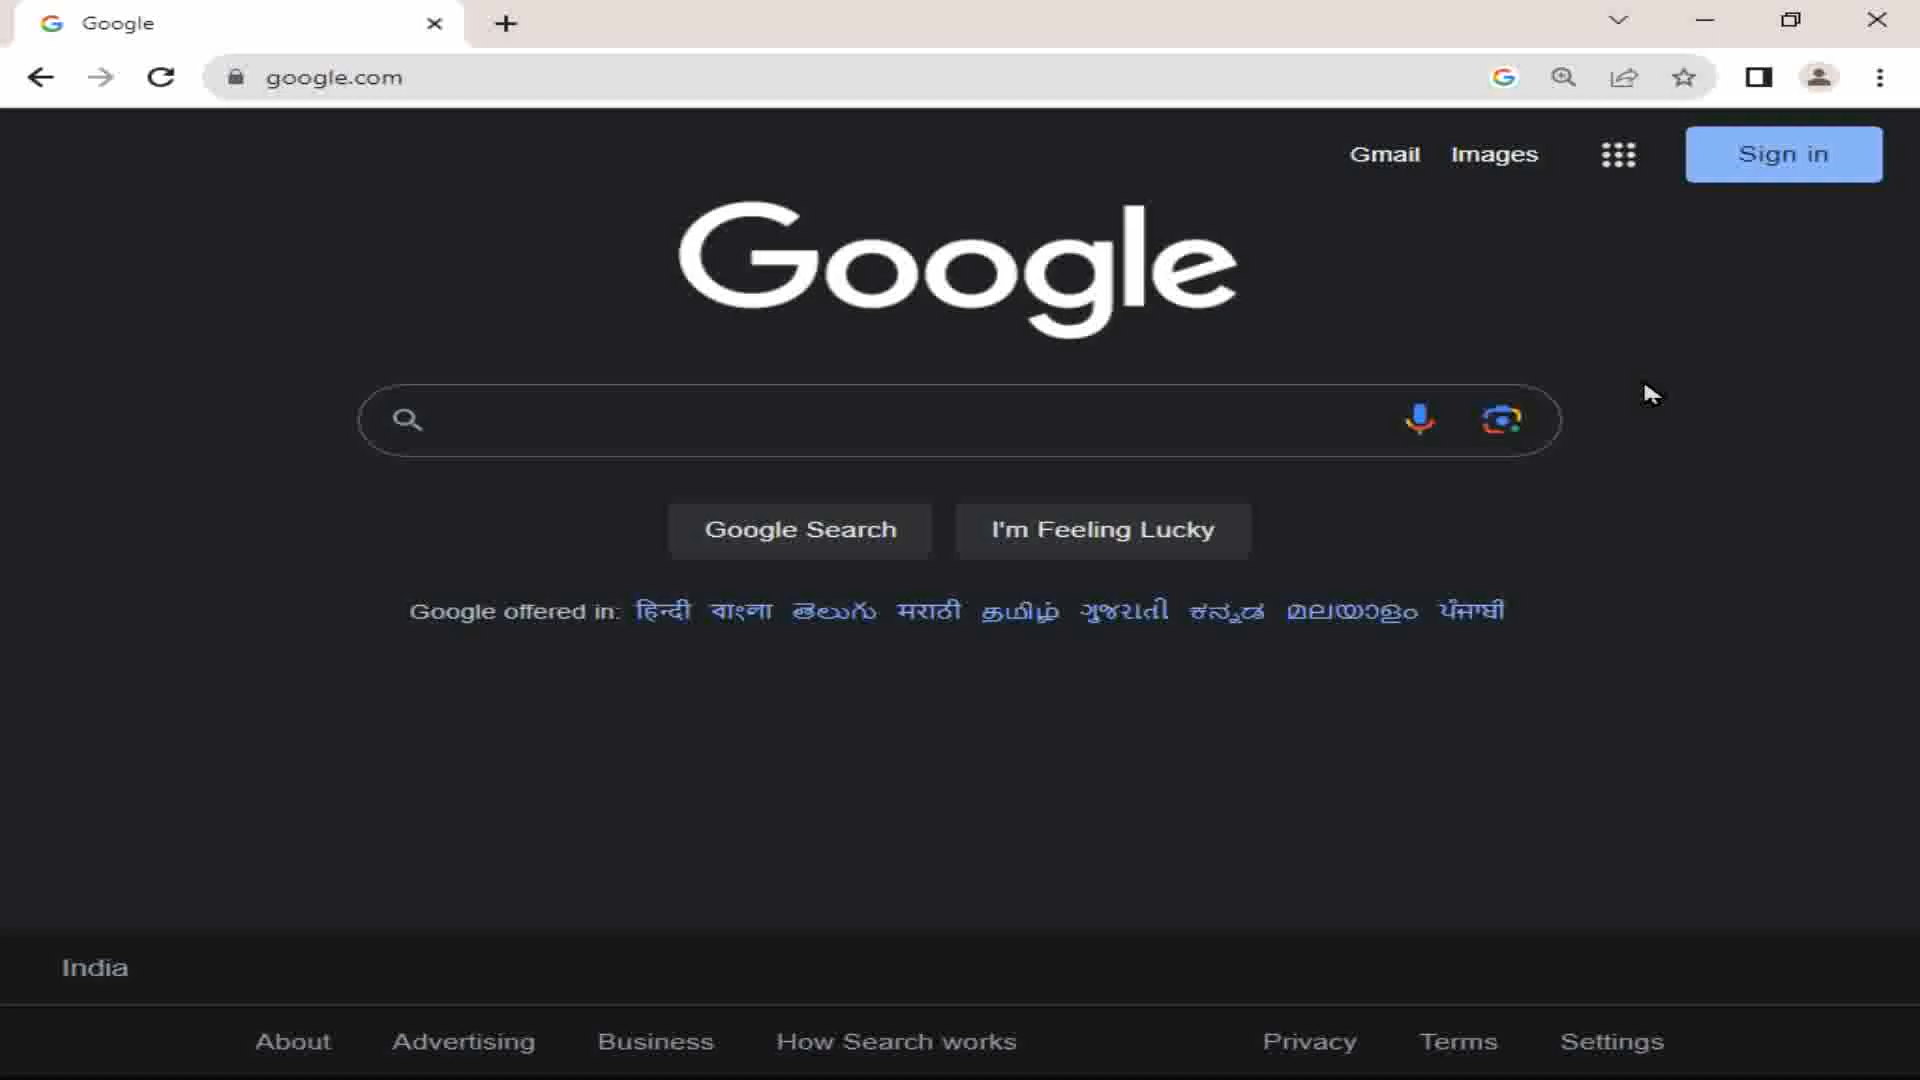 Google
google.com
Gmail Images Sign in
Google
Google Search I'm Feeling Lucky
Google offered in: हिन्दी বাংলা తెలుగు मराठी தமிழ் ગુજરાતી ಕನ್ನಡ മലയാളം ਪੰਜਾਬੀ
India
About Advertising Business How Search works Privacy Terms Settings